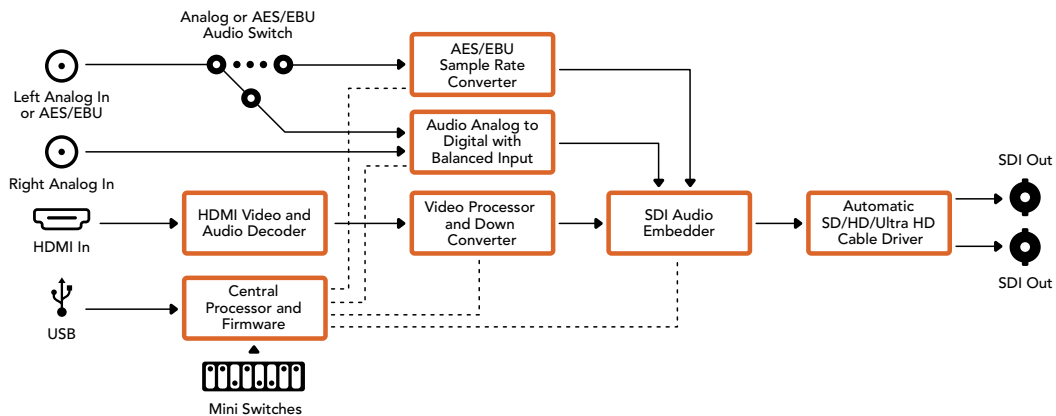 Analog or AES/EBU
Audio Switch
AES/EBU
Sample Rate
Converter
Left Analog In
or AES/EBU
Audio Analog to
Digital with
Balanced Input
Right Analog In
SDI Out
HDMI In
HDMI Video and
Audio Decoder
Video Processor
and Down
Converter
SDI Audio
Embedder
Automatic
SD/HD/Ultra HD
Cable Driver
SDI Out
USB
Central
Processor and
Firmware
Mini Switches